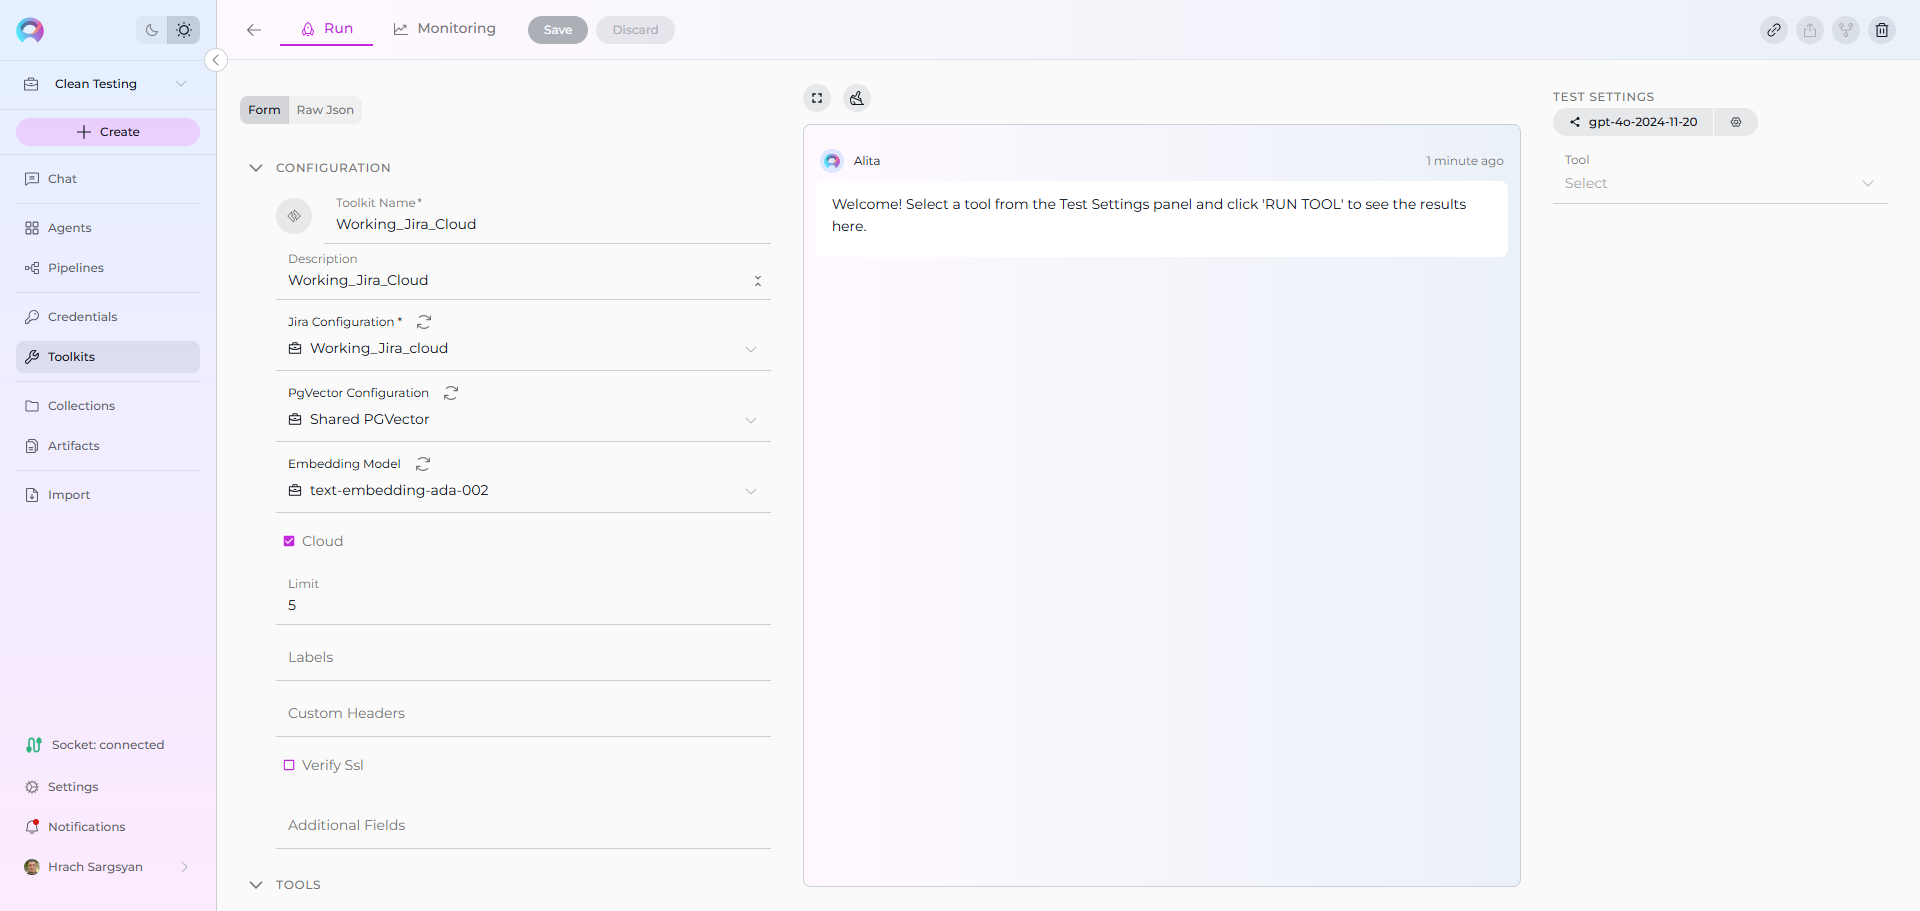 Clean Testing
Create
Chat
Agents
Pipelines
Credentials
Toolkits
Collections
Artifacts
Import
Socket: connected
Settings
Notifications
Hrach Sargsyan
Run
Monitoring
Save
Discard
Form
Raw Json
CONFIGURATION
Toolkit Name*
Working_Jira_Cloud
Description
Working_Jira_Cloud
Jira Configuration *
Working_Jira_cloud
PgVector Configuration
Shared PGVector
Embedding Model
text-embedding-ada-002
Cloud
Limit
5
Labels
Custom Headers
Verify Ssl
Additional Fields
TOOLS
Alita
1 minute ago
Welcome! Select a tool from the Test Settings panel and click 'RUN TOOL' to see the results
here.
TEST SETTINGS
gpt-4o-2024-11-20
Tool
Select